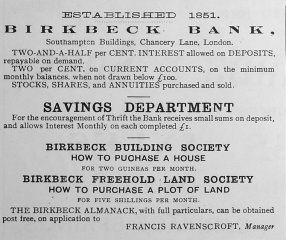 ESTABLISHED 1851.
BIRKBECK BANK,
Southampton Buildings, Chancery Lane, London.
TWO-AND-A-HALF per CENT. INTEREST allowed on DEPOSITS,
repayable on demand.
TWO per CENT. on CURRENT ACCOUNTS, on the minimum
monthly balances. when not drawn below £100.
STOCKS, SHARES, and ANNUITIES purchased and sold.
SAVINGS DEPARTMENT
For the encouragement of Thrift the Bank receives small sums on deposit,
and allows Interest Monthly on each completed £1.
BIRKBECK BUILDING SOCIETY
HOW TO PUCHASE A HOUSE
FOR TWO GUINEAS PER MONTH.
BIRKBECK FREEHOLD LAND SOCIETY
HOW TO PURCHASE A PLOT OF LAND
FOR FIVE SHILLINGS PER MONTH.
THE BIRKBECK ALMANACK, with full particulars, can be obtained
post free, on application to
FRANCIS RAVENSCROFT, Manager